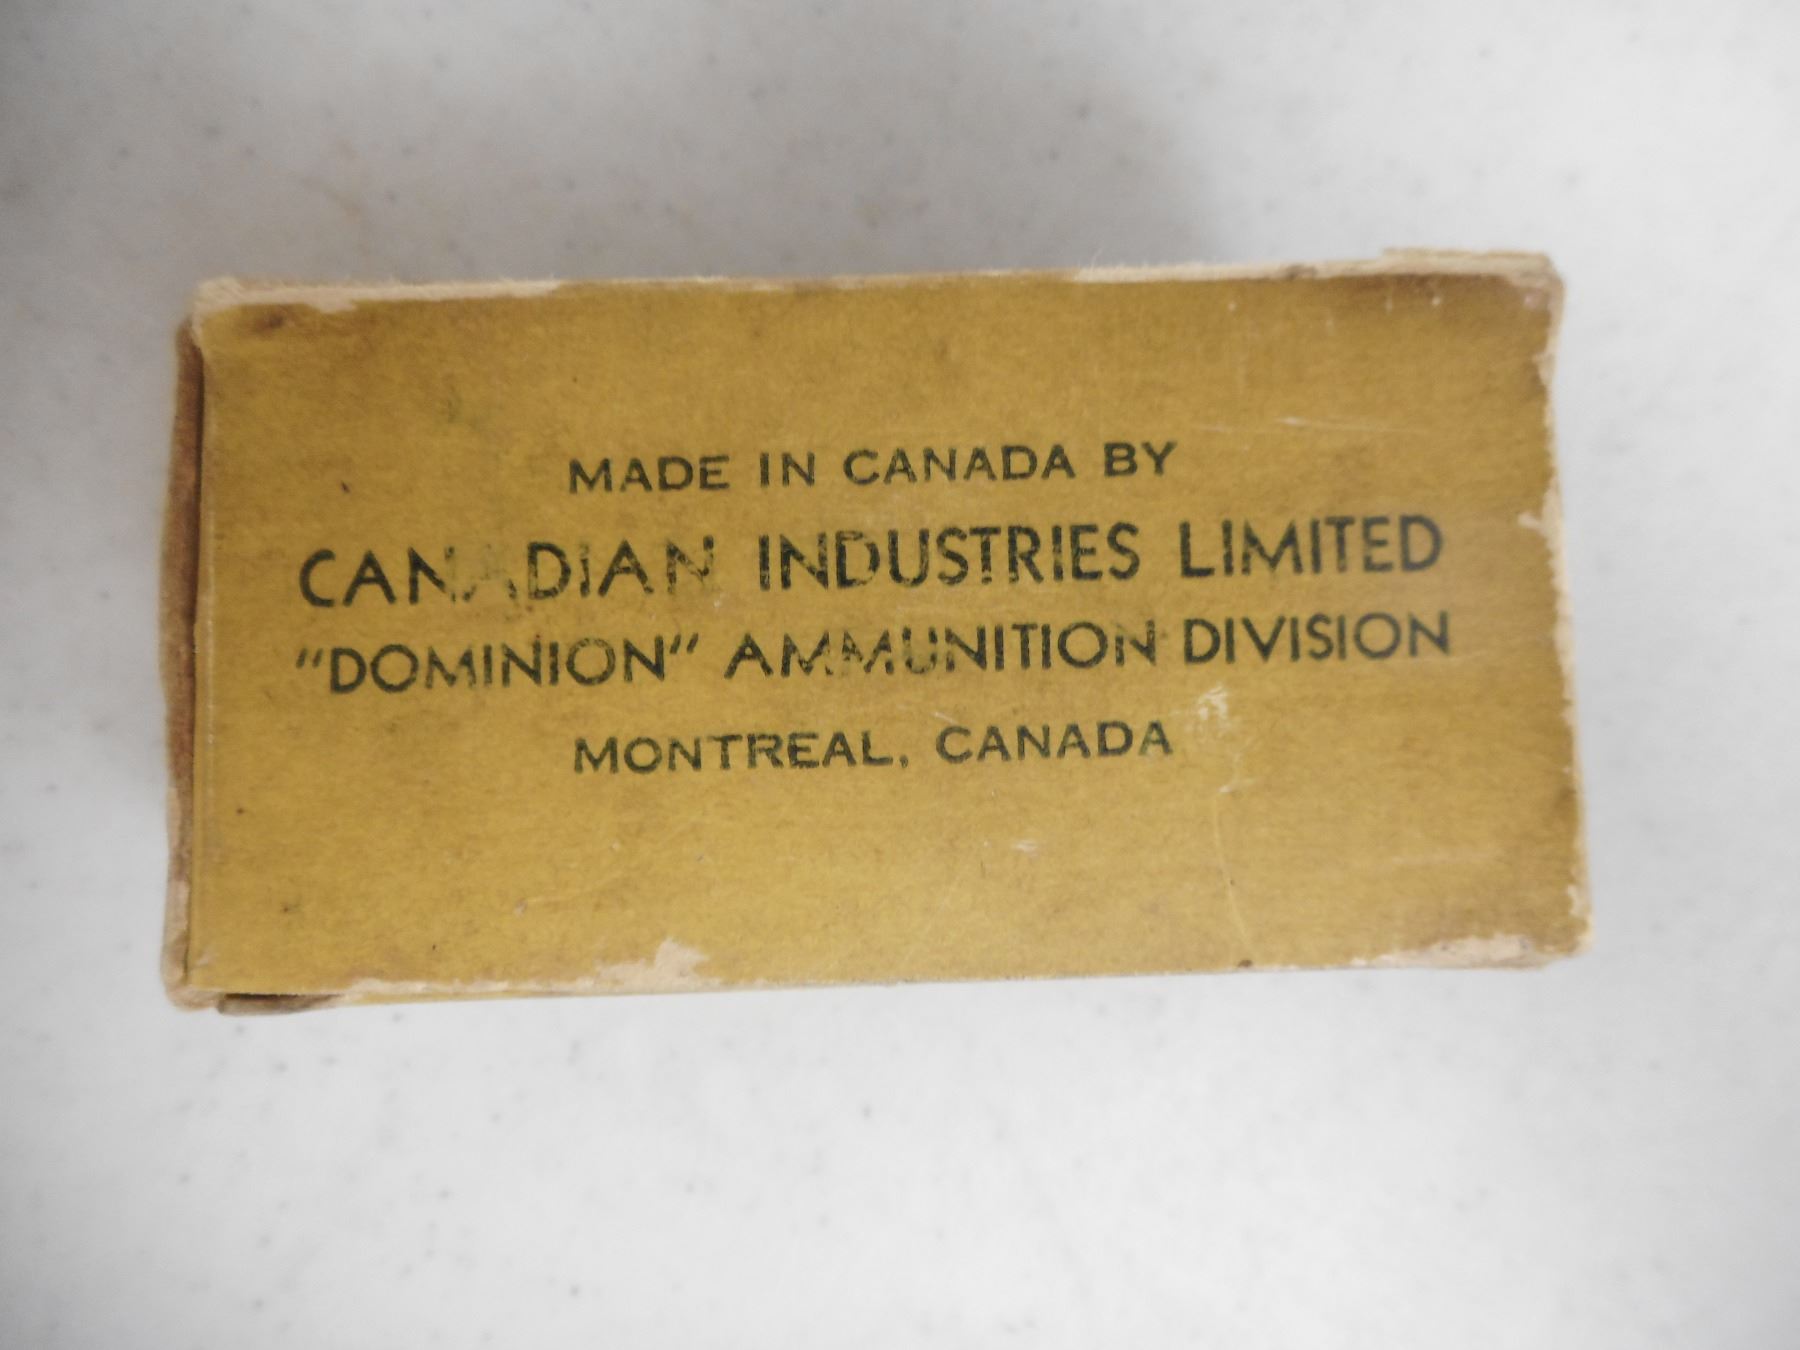 MADE IN CANADA BY
CANADIAN INDUSTRIES LIMITED
"DOMINION" AMMUNITION DIVISION
MONTREAL, CANADA